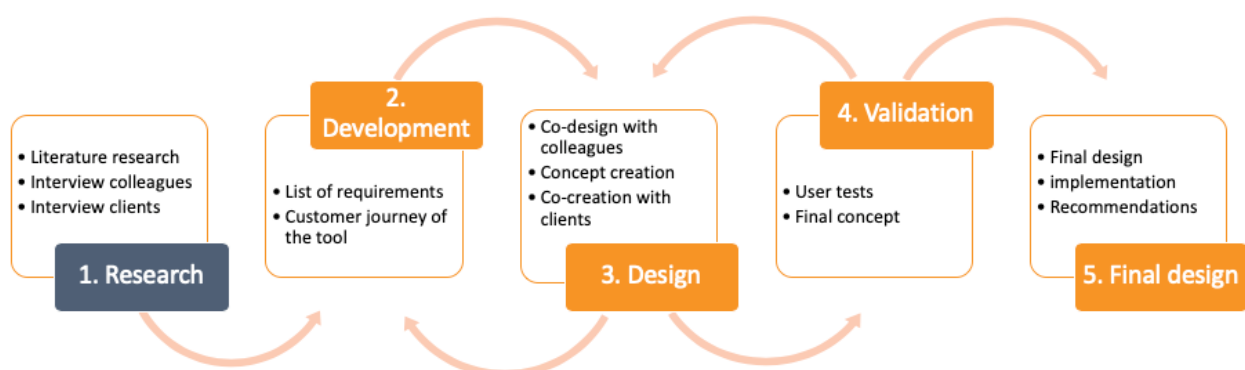 • Literature research
• Interview colleagues
• Interview clients
1. Research
2.
Development
• List of requirements
• Customer journey of
the tool
• Co-design with
colleagues
• Concept creation
• Co-creation with
clients
3. Design
4. Validation
• User tests
• Final concept
• Final design
• implementation
• Recommendations
5. Final design